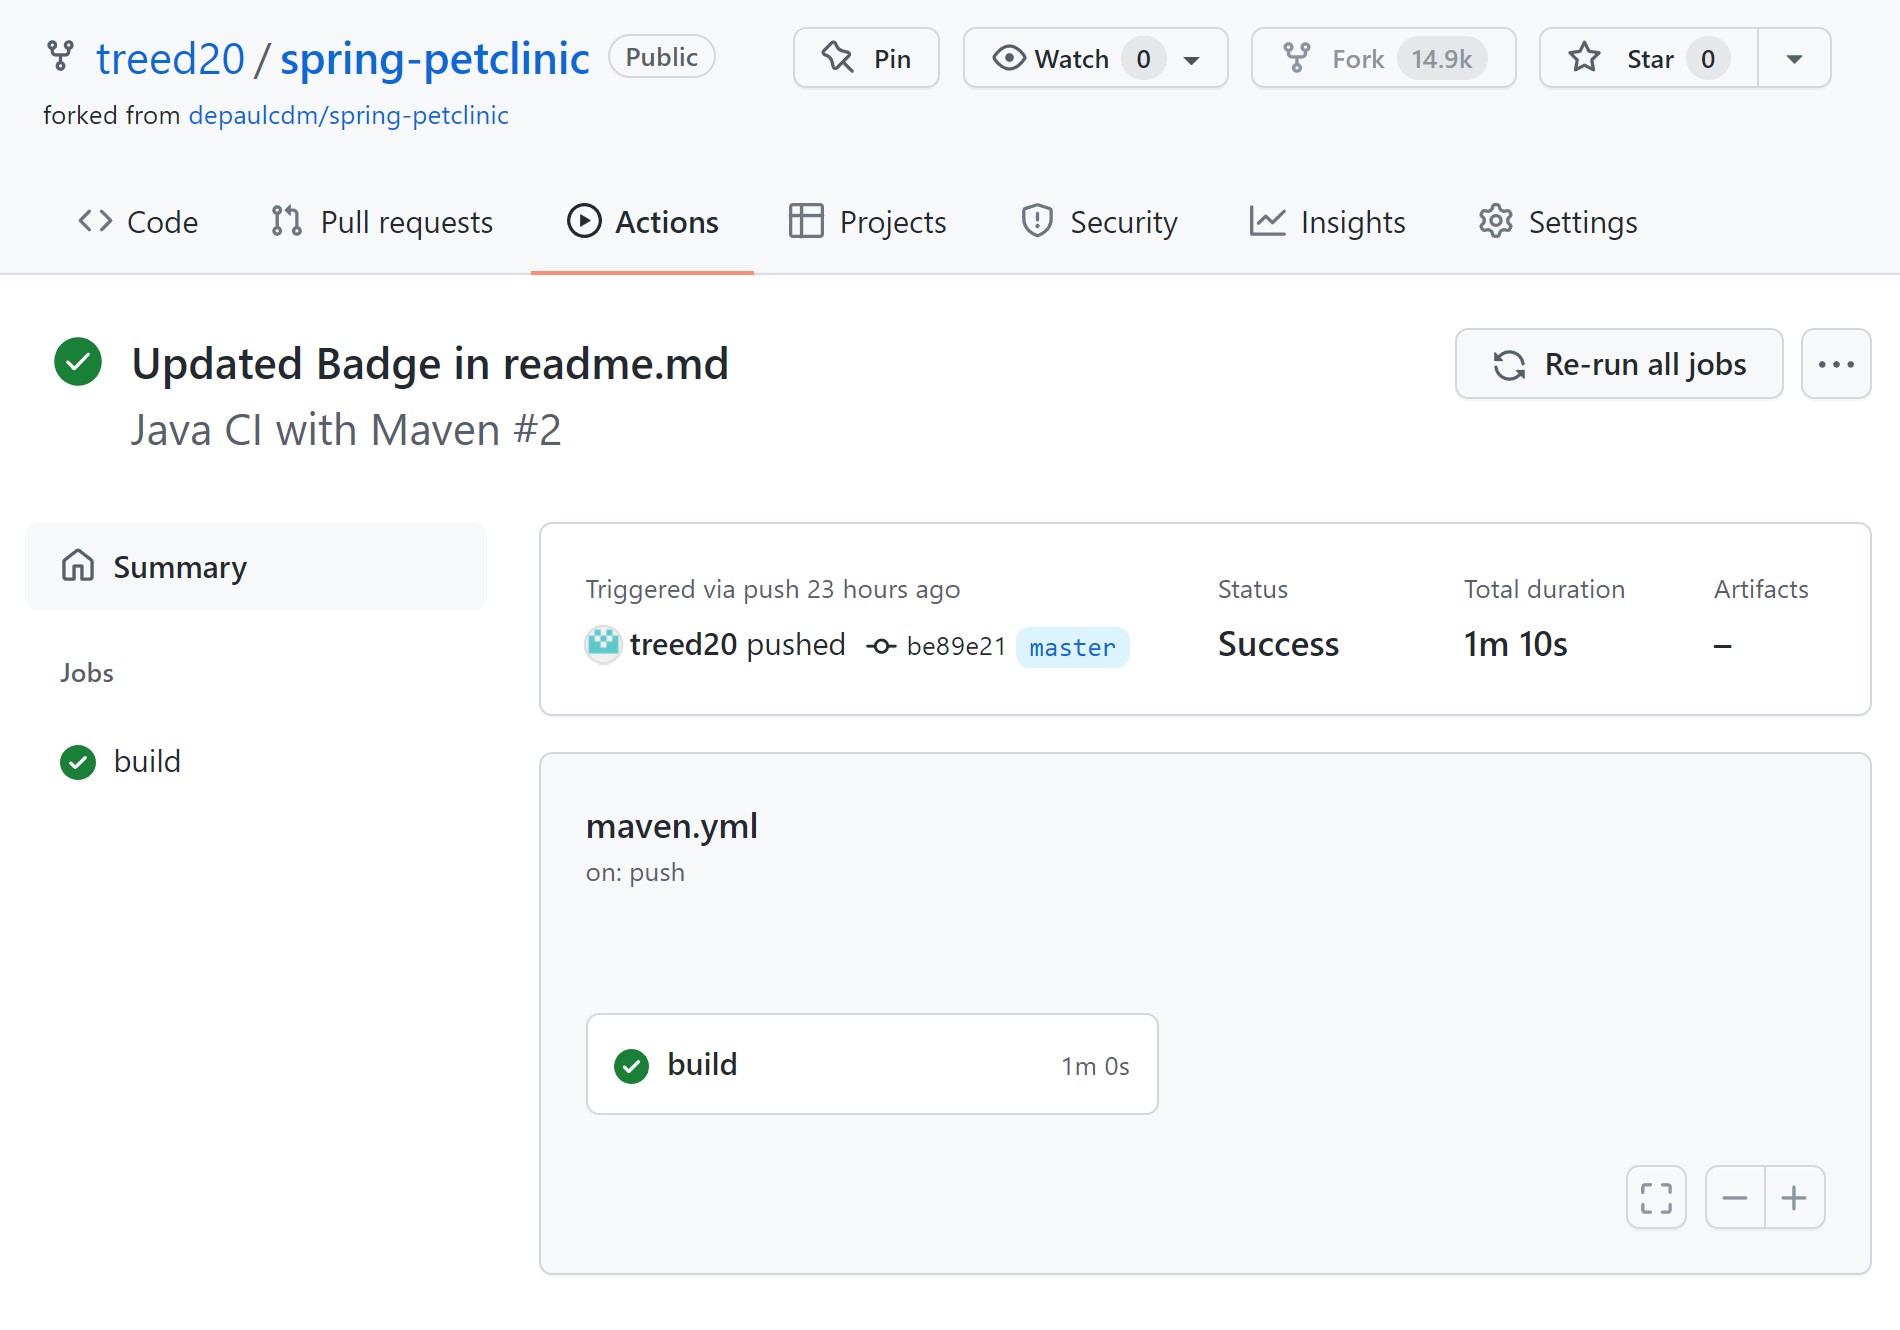 treed20 / spring-petclinic Public Pin Watch 0 Fork 14.9k Star 0
forked from depaulcdm/spring-petclinic
Code Pull requests Actions Projects Security Insights Settings
Updated Badge in readme.md
Re-run all jobs
Java CI with Maven #2
Summary
Jobs
build
Triggered via push 23 hours ago
treed20 pushed be89e21 master
Status
Success
Total duration
1m 10s
Artifacts
–
maven.yml
on: push
build 1m 0s